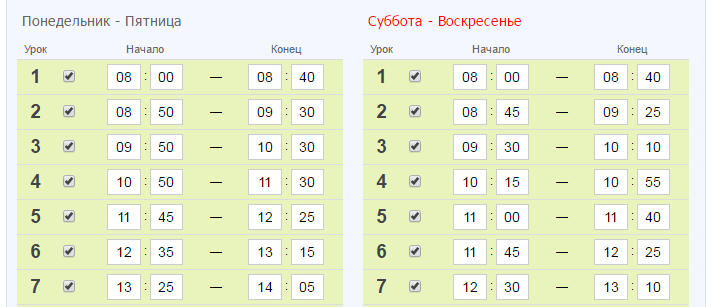 Понедельник - Пятница Суббота - Воскресенье
Урок Начало Конец Урок Начало Конец
1 08 : 00 — 08 : 40 1 08 : 00 — 08 : 40
2 08 : 50 — 09 : 30 2 08 : 45 — 09 : 25
3 09 : 50 — 10 : 30 3 09 : 30 — 10 : 10
4 10 : 50 — 11 : 30 4 10 : 15 — 10 : 55
5 11 : 45 — 12 : 25 5 11 : 00 — 11 : 40
6 12 : 35 — 13 : 15 6 11 : 45 — 12 : 25
7 13 : 25 — 14 : 05 7 12 : 30 — 13 : 10